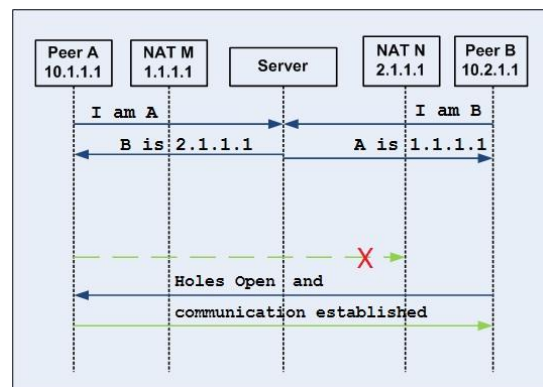 Peer A
10.1.1.1
NAT M
1.1.1.1
Server
NAT N
2.1.1.1
Peer B
10.2.1.1
I am A
I am B
B is 2.1.1.1
A is 1.1.1.1
X
Holes Open and
communication established